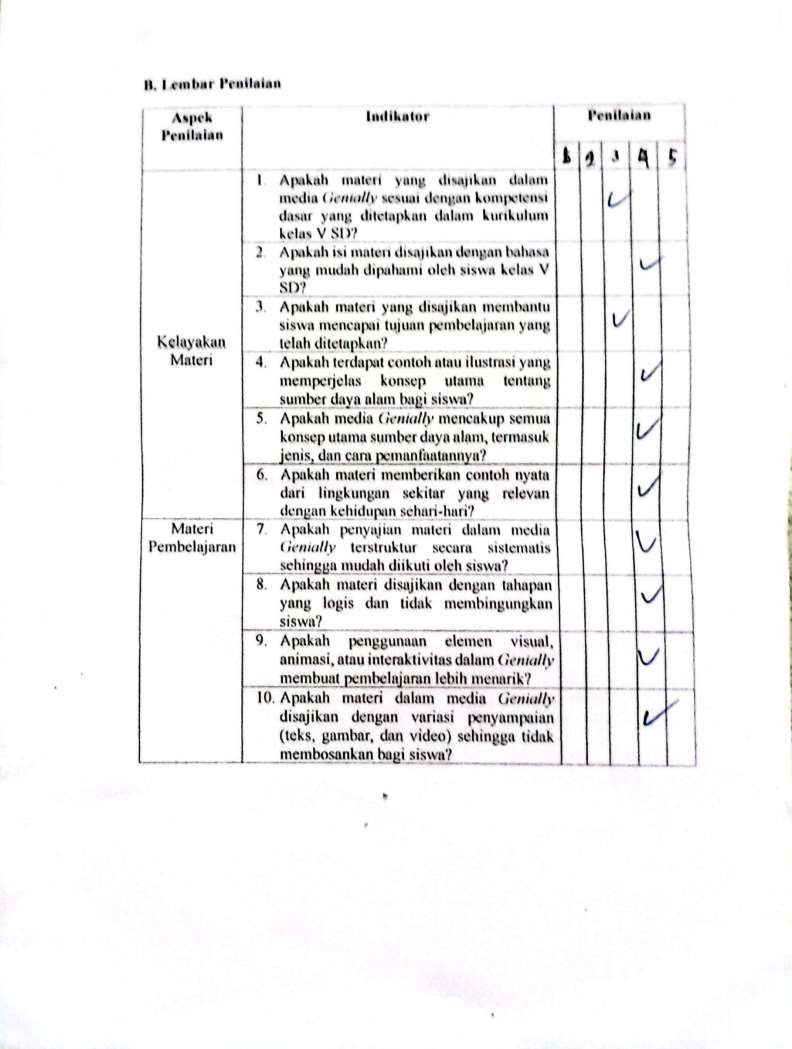 B. Lembar Penilaian
Aspek Penilaian Indikator Penilaian
1 2 3 4 5
1. Apakah materi yang disajikan dalam
media Genially sesuai dengan kompetensi
dasar yang ditetapkan dalam kurikulum
kelas V SD?
✓
2. Apakah isi materi disajikan dengan bahasa
yang mudah dipahami oleh siswa kelas V
SD?
✓
3. Apakah materi yang disajikan membantu
siswa mencapai tujuan pembelajaran yang
telah ditetapkan?
✓
Kelayakan
Materi
4. Apakah terdapat contoh atau ilustrasi yang
memperjelas konsep utama tentang
sumber daya alam bagi siswa?
✓
5. Apakah media Genially mencakup semua
konsep utama sumber daya alam, termasuk
jenis, dan cara pemanfaatannya?
✓
6. Apakah materi memberikan contoh nyata
dari lingkungan sekitar yang relevan
dengan kehidupan sehari-hari?
✓
Materi
Pembelajaran
7. Apakah penyajian materi dalam media
Genially terstruktur secara sistematis
sehingga mudah diikuti oleh siswa?
✓
8. Apakah materi disajikan dengan tahapan
yang logis dan tidak membingungkan
siswa?
✓
9. Apakah penggunaan elemen visual,
animasi, atau interaktivitas dalam Genially
membuat pembelajaran lebih menarik?
✓
10. Apakah materi dalam media Genially
disajikan dengan variasi penyampaian
(teks, gambar, dan video) sehingga tidak
membosankan bagi siswa?
✓